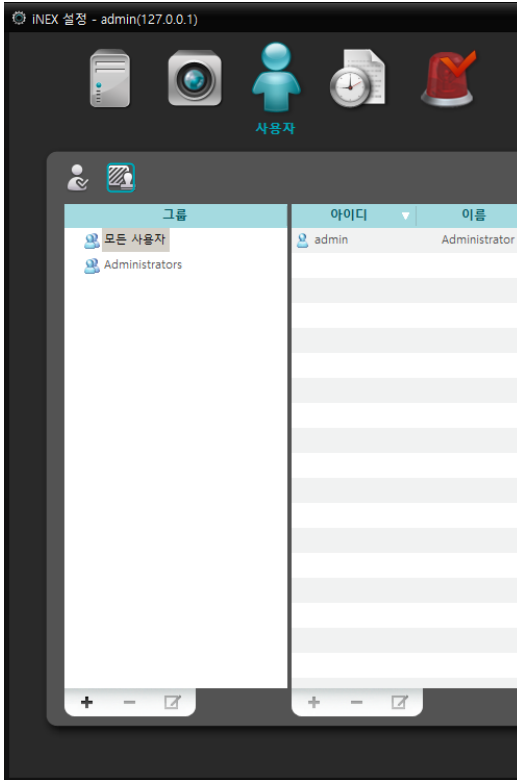 iNEX 설정 - admin(127.0.0.1)
사용자
그룹
아이디 이름
모든 사용자
admin Administrator
Administrators